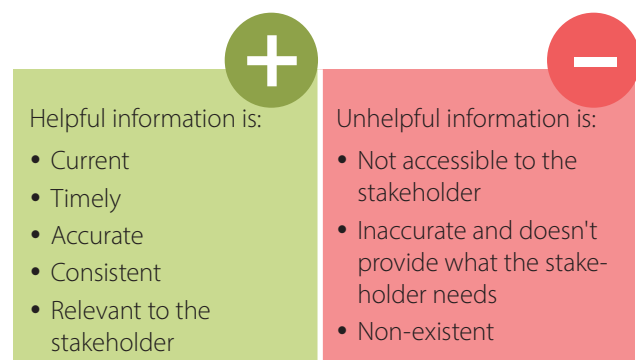 Helpful information is:
• Current
• Timely
• Accurate
• Consistent
• Relevant to the
stakeholder
Unhelpful information is:
• Not accessible to the
stakeholder
• Inaccurate and doesn't
provide what the stake-
holder needs
• Non-existent